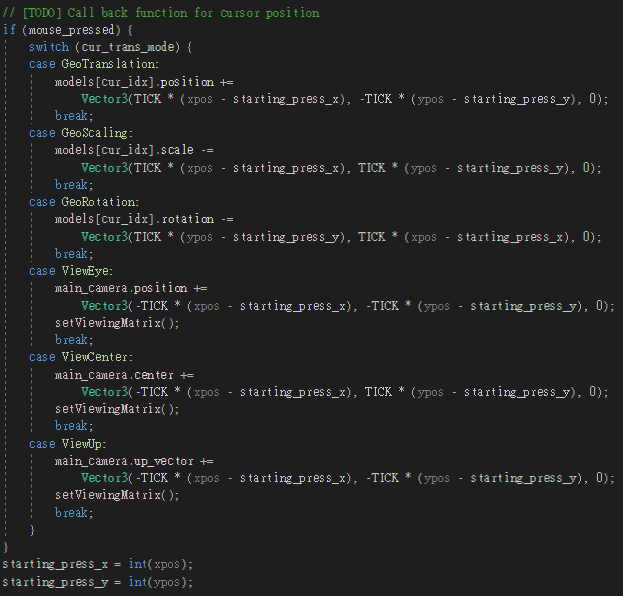 // [TODO] Call back function for cursor position
if (mouse_pressed) {
    switch (cur_trans_mode) {
    case GeoTranslation:
        models[cur_idx].position +=
            Vector3(TICK * (xpos - starting_press_x), -TICK * (ypos - starting_press_y), 0);
        break;
    case GeoScaling:
        models[cur_idx].scale -=
            Vector3(TICK * (xpos - starting_press_x), TICK * (ypos - starting_press_y), 0);
        break;
    case GeoRotation:
        models[cur_idx].rotation -=
            Vector3(TICK * (ypos - starting_press_y), TICK * (xpos - starting_press_x), 0);
        break;
    case ViewEye:
        main_camera.position +=
            Vector3(-TICK * (xpos - starting_press_x), -TICK * (ypos - starting_press_y), 0);
        setViewingMatrix();
        break;
    case ViewCenter:
        main_camera.center +=
            Vector3(-TICK * (xpos - starting_press_x), TICK * (ypos - starting_press_y), 0);
        setViewingMatrix();
        break;
    case ViewUp:
        main_camera.up_vector +=
            Vector3(-TICK * (xpos - starting_press_x), -TICK * (ypos - starting_press_y), 0);
        setViewingMatrix();
        break;
    }
}
starting_press_x = int(xpos);
starting_press_y = int(ypos);